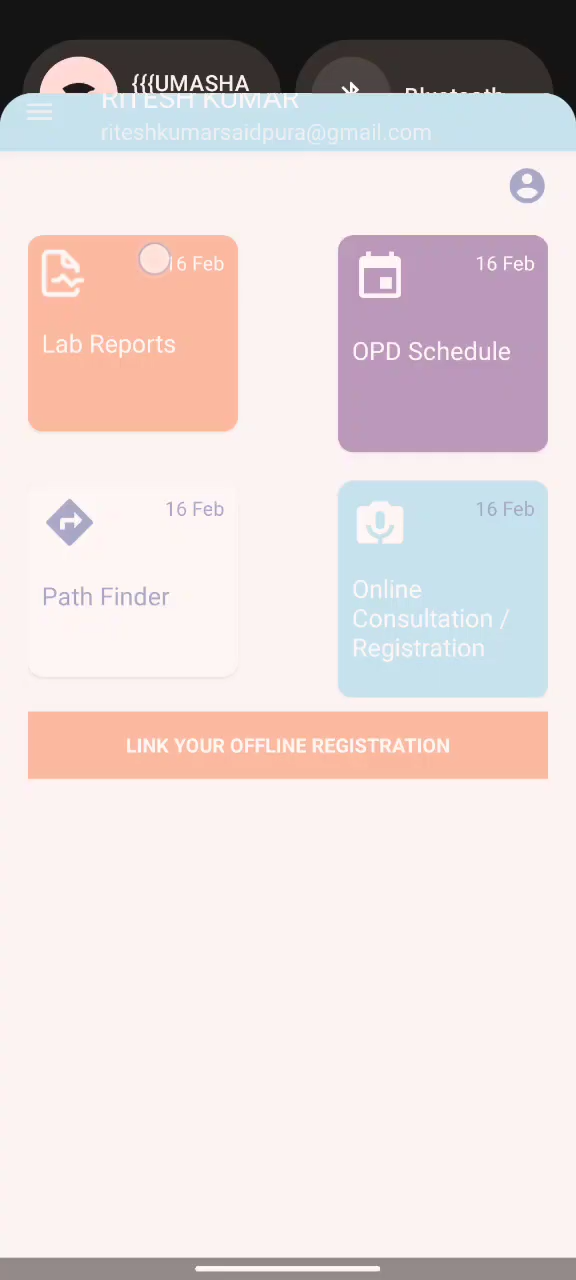 {{{UMASHA
Bluetooth
RITESH KUMAR
riteshkumarsaidpura@gmail.com
16 Feb
Lab Reports
16 Feb
OPD Schedule
16 Feb
Path Finder
16 Feb
Online
Consultation /
Registration
LINK YOUR OFFLINE REGISTRATION